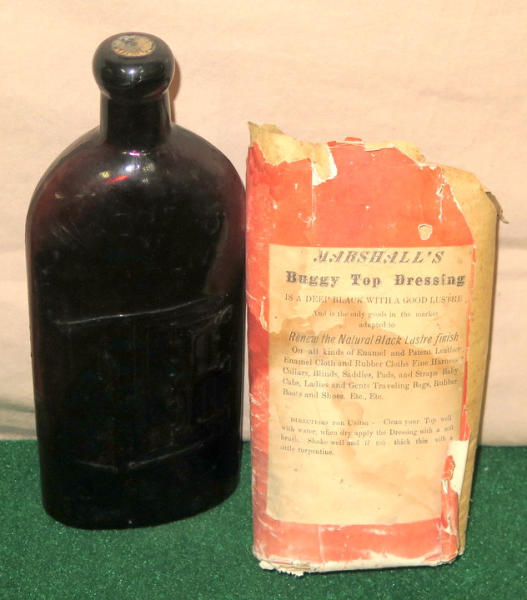 MARSHALL'S
Buggy Top Dressing
IS A DEEP BLACK WITH A GOOD LUSTRE
And is the only goods in the market
adapted to
Renew the Natural Black Lustre finish
On all kinds of Enamel and Patent Leather
Enamel Cloth and Rubber Cloths Fine Harness
Collars, Blinds, Saddles, Pads, and Straps Baby
Cabs, Ladies and Gents Traveling Bags, Rubber
Boots and Shoes. Etc., Etc.
DIRECTIONS FOR USING - Clean your Top well
with water, when dry apply the Dressing with a soft
brush. Shake well and if too thick thin with a
little turpentine.